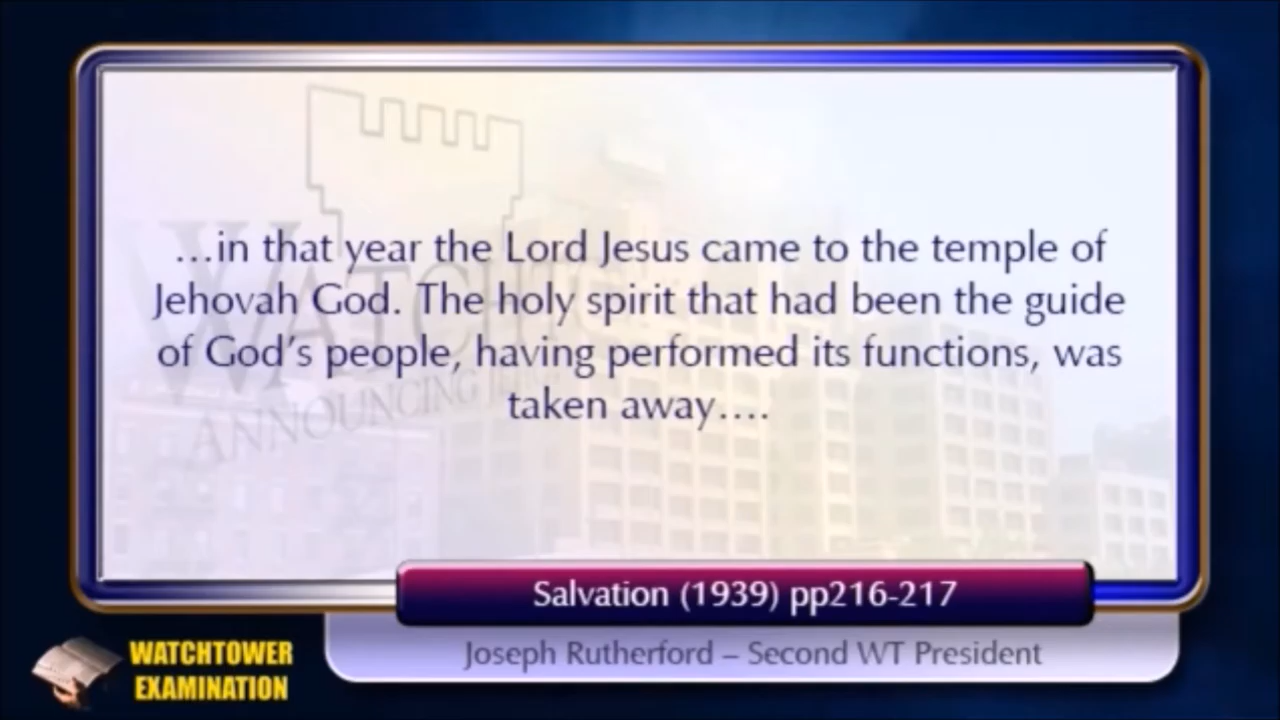 …in that year the Lord Jesus came to the temple of
Jehovah God. The holy spirit that had been the guide
of God's people, having performed its functions, was
taken away….
WATCHT
ANNOUNCING
Salvation (1939) pp216-217
Joseph Rutherford – Second WT President
WATCHTOWER
EXAMINATION